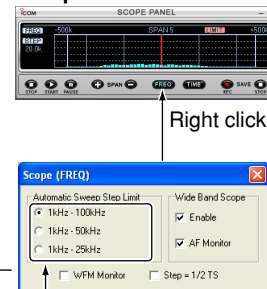 ICOM SCOPE PANEL
FREQ -500k SPAN5 LIMIT +500k
STEP
20.0k
SPAN FREQ TIME SAVE
STOP START PAUSE REC STOP
Right click
Scope (FREQ)
Automatic Sweep Step Limit
Wide Band Scope
1kHz - 100kHz
Enable
1kHz - 50kHz
AF Monitor
1kHz - 25kHz
WFM Monitor
Step = 1/2 TS